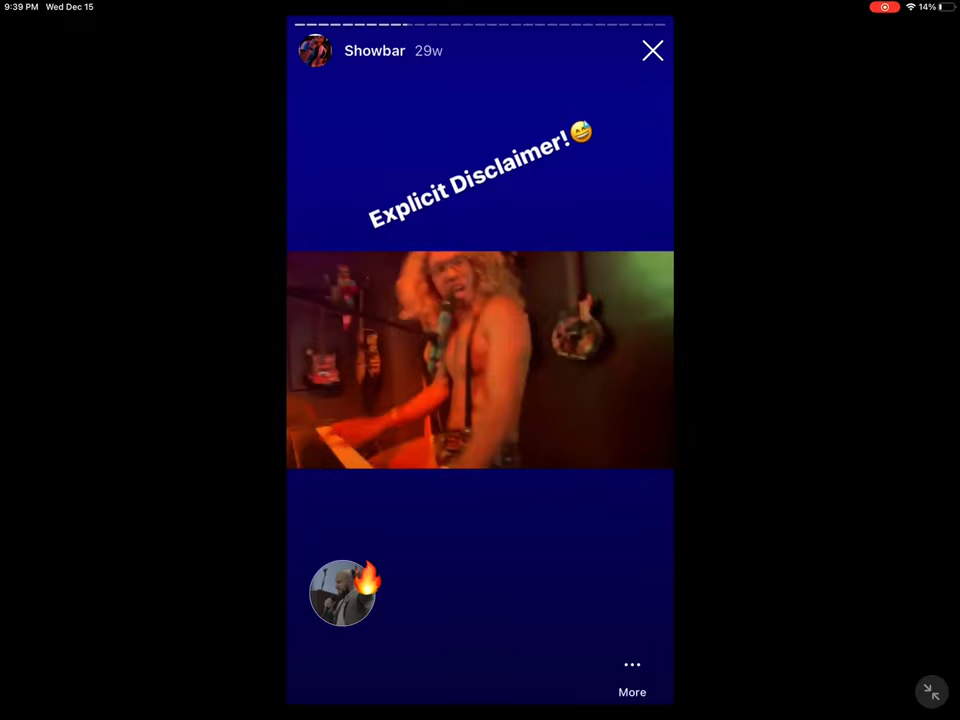 9:39 PM Wed Dec 15
14%
Showbar 29w
Explicit Disclaimer!😅
More